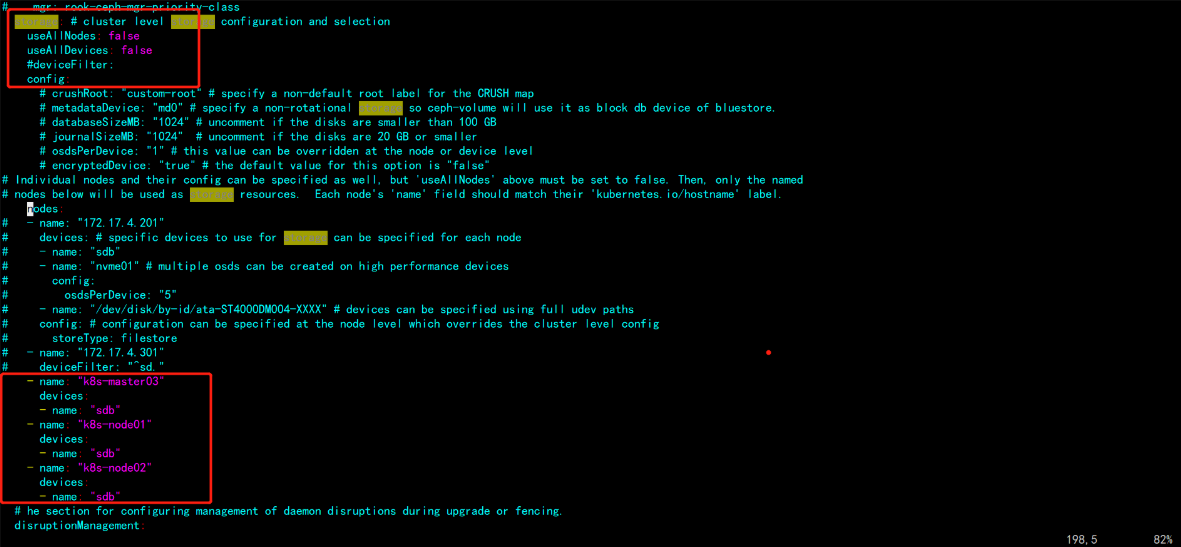 #    mgr: rook-ceph-mgr-priority-class
  storage: # cluster level storage configuration and selection
    useAllNodes: false
    useAllDevices: false
    #deviceFilter:
    config:
      # crushRoot: "custom-root" # specify a non-default root label for the CRUSH map
      # metadataDevice: "md0" # specify a non-rotational storage so ceph-volume will use it as block db device of bluestore.
      # databaseSizeMB: "1024" # uncomment if the disks are smaller than 100 GB
      # journalSizeMB: "1024"  # uncomment if the disks are 20 GB or smaller
      # osdsPerDevice: "1" # this value can be overridden at the node or device level
      # encryptedDevice: "true" # the default value for this option is "false"
# Individual nodes and their config can be specified as well, but 'useAllNodes' above must be set to false. Then, only the named
# nodes below will be used as storage resources.  Each node's 'name' field should match their 'kubernetes.io/hostname' label.
    nodes:
#   - name: "172.17.4.201"
#     devices: # specific devices to use for storage can be specified for each node
#     - name: "sdb"
#     - name: "nvme01" # multiple osds can be created on high performance devices
#       config:
#         osdsPerDevice: "5"
#     - name: "/dev/disk/by-id/ata-ST4000DM004-XXXX" # devices can be specified using full udev paths
#     config: # configuration can be specified at the node level which overrides the cluster level config
#       storeType: filestore
#   - name: "172.17.4.301"
#     deviceFilter: "^sd."
    - name: "k8s-master03"
      devices:
      - name: "sdb"
    - name: "k8s-node01"
      devices:
      - name: "sdb"
    - name: "k8s-node02"
      devices:
      - name: "sdb"
  # he section for configuring management of daemon disruptions during upgrade or fencing.
  disruptionManagement:
198,5 82%